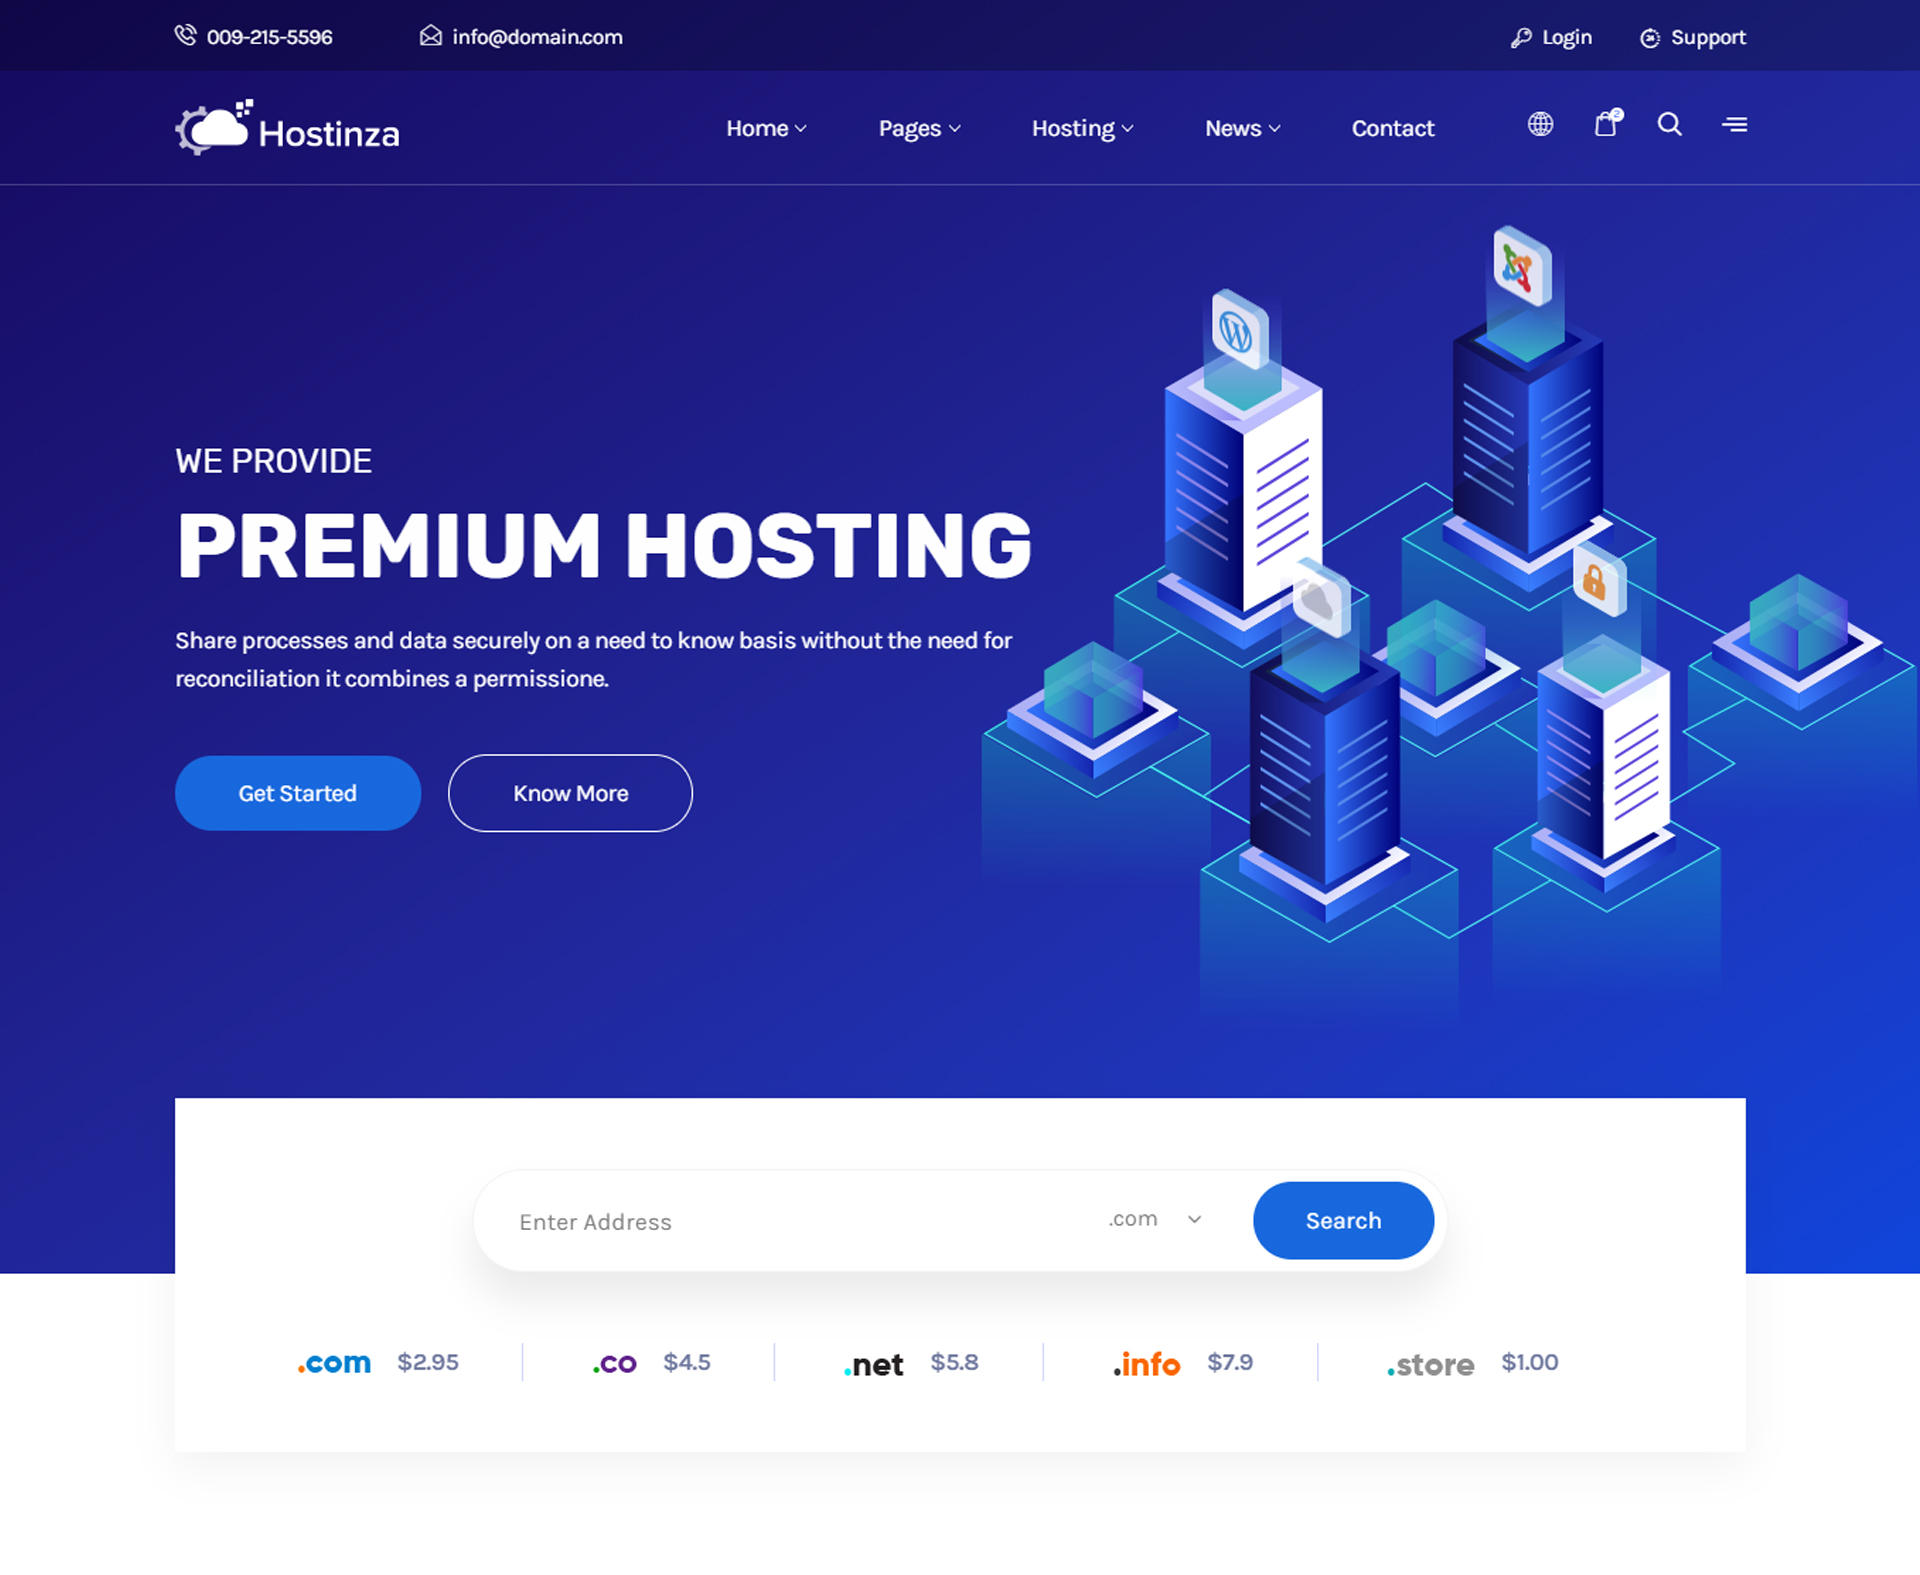 009-215-5596
info@domain.com
Login
Support
Hostinza
Home
Pages
Hosting
News
Contact
2
WE PROVIDE
PREMIUM HOSTING
Share processes and data securely on a need to know basis without the need for
reconciliation it combines a permissione.
Get Started
Know More
Enter Address
.com
Search
.com $2.95
.co $4.5
.net $5.8
.info $7.9
.store $1.00